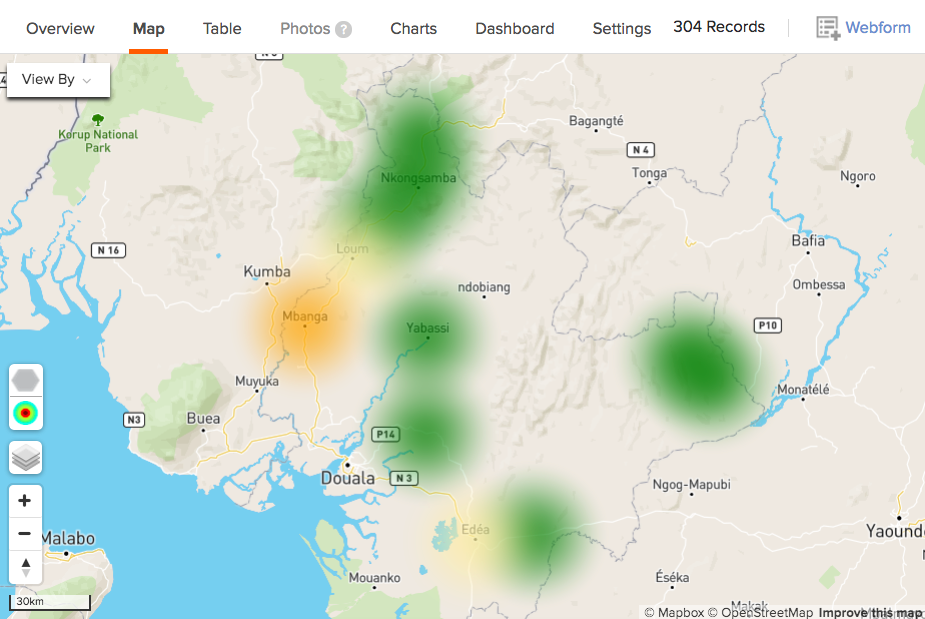 Overview Map Table Photos ? Charts Dashboard Settings 304 Records Webform
View By
Korup National
Park
Bagangté
N 4
Tonga
Nkongsamba
Ngoro
N 16
Loum
Bafia
Kumba
ndobiang
Ombessa
Mbanga
Yabassi
P10
Muyuka
Monatélé
N3
Buea
P14
Douala
N 3
Ngog-Mapubi
+
−
Edéa
Yaound
Malabo
Mouanko
Éséka
30km
Makak
© Mapbox © OpenStreetMap Improve this map